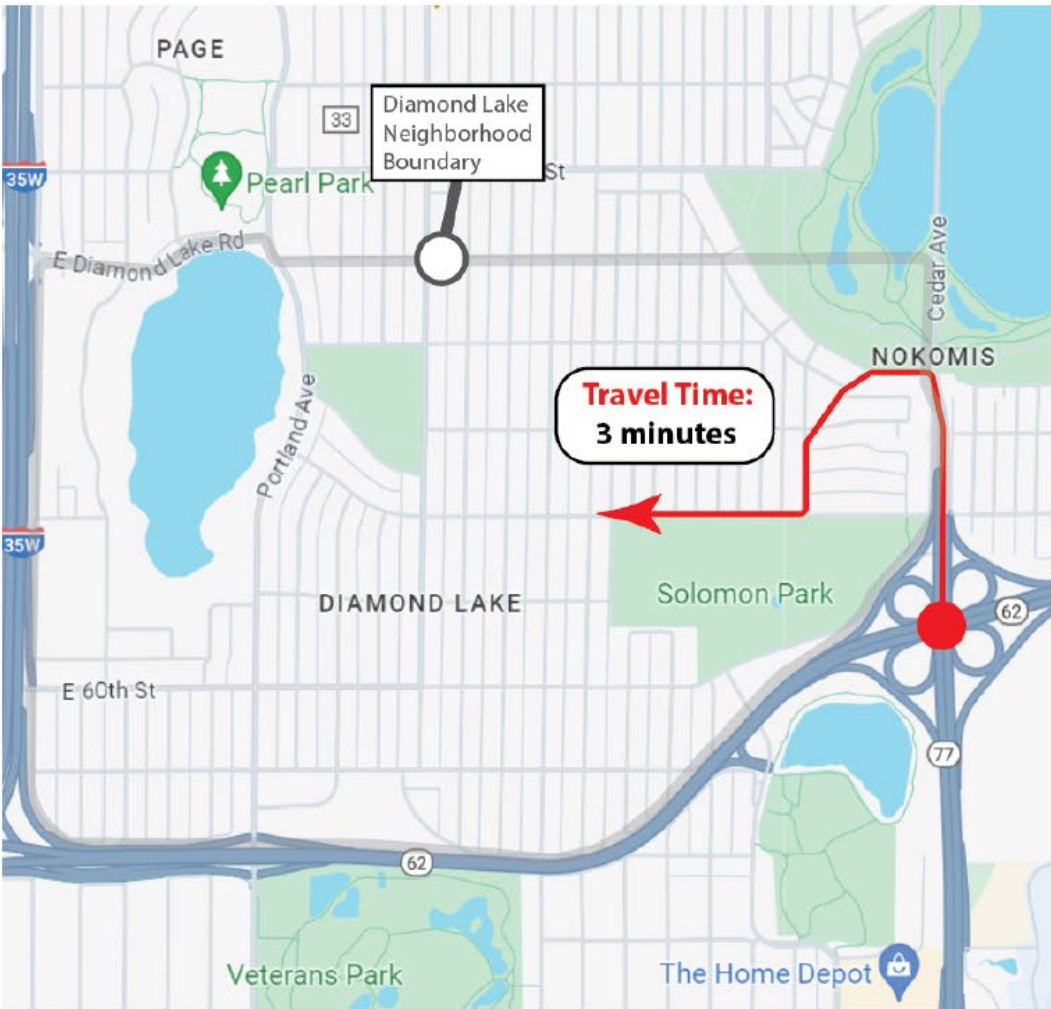 PAGE
33
Diamond Lake
Neighborhood
Boundary
St
35W
Pearl Park
E Diamond Lake Rd
Cedar Ave
NOKOMIS
Travel Time:
3 minutes
Portland Ave
35W
DIAMOND LAKE
Solomon Park
62
E 60th St
77
62
Veterans Park
The Home Depot